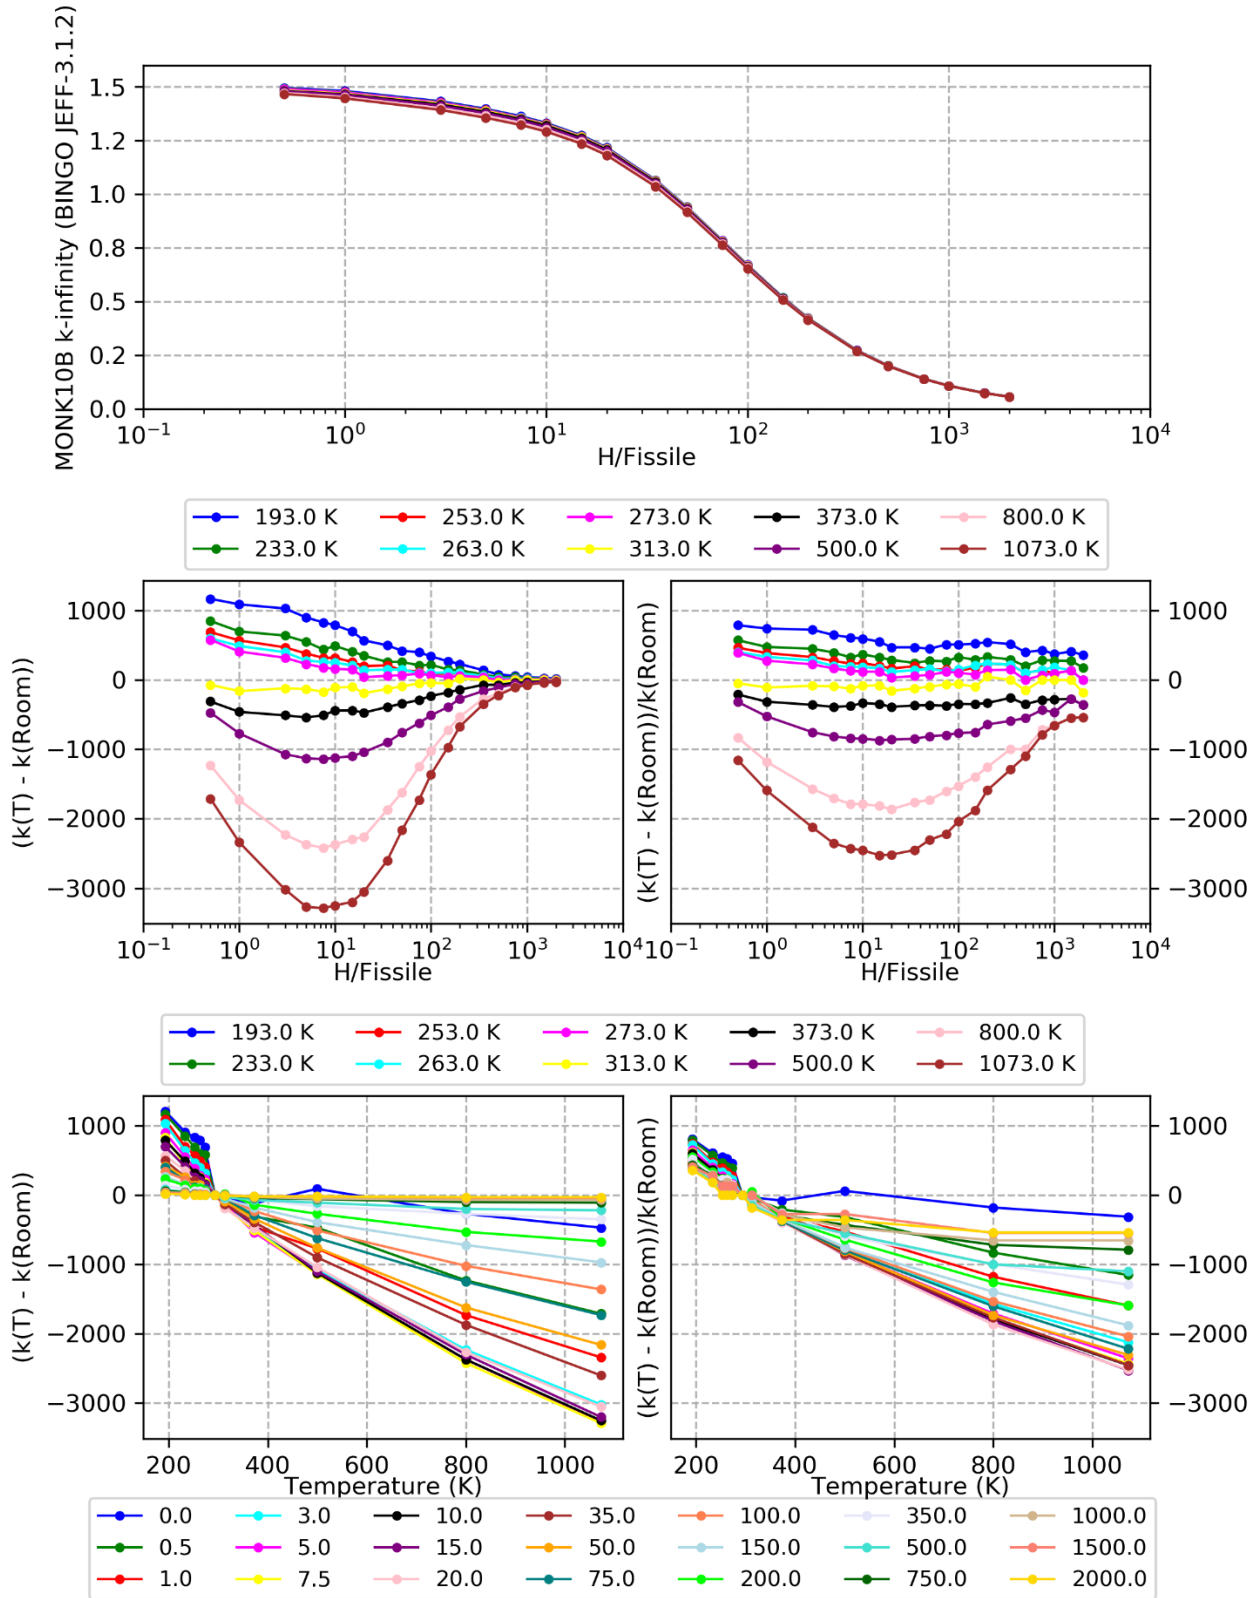 MONK10B k-infinity (BINGO JEFF-3.1.2)
1.5
1.2
1.0
0.8
0.5
0.2
0.0
10⁻¹ 10⁰ 10¹ 10² 10³ 10⁴
H/Fissile
193.0 K 253.0 K 273.0 K 373.0 K 800.0 K
233.0 K 263.0 K 313.0 K 500.0 K 1073.0 K
(k(T) - k(Room))
1000
0
−1000
−2000
−3000
10⁻¹ 10⁰ 10¹ 10² 10³ 10⁴
H/Fissile
(k(T) - k(Room))/k(Room)
1000
0
−1000
−2000
−3000
10⁻¹ 10⁰ 10¹ 10² 10³ 10⁴
H/Fissile
193.0 K 253.0 K 273.0 K 373.0 K 800.0 K
233.0 K 263.0 K 313.0 K 500.0 K 1073.0 K
(k(T) - k(Room))
1000
0
−1000
−2000
−3000
200 400 600 800 1000
Temperature (K)
(k(T) - k(Room))/k(Room)
1000
0
−1000
−2000
−3000
200 400 600 800 1000
Temperature (K)
0.0 3.0 10.0 35.0 100.0 350.0 1000.0
0.5 5.0 15.0 50.0 150.0 500.0 1500.0
1.0 7.5 20.0 75.0 200.0 750.0 2000.0